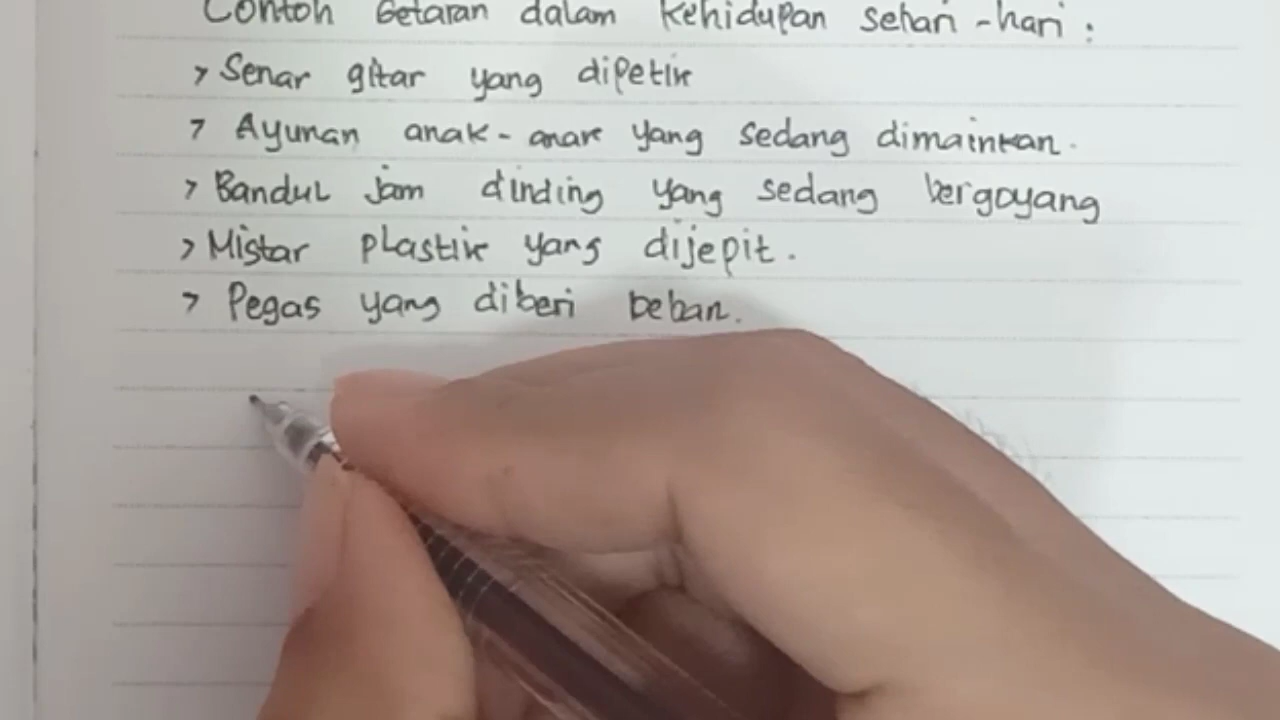 Contoh Getaran dalam kehidupan sehari-hari :
> Senar gitar yang dipetik
> Ayunan anak-anak yang sedang dimainkan.
> Bandul jam dinding yang sedang bergoyang
> Mistar plastik yang dijepit.
> Pegas yang diberi beban.